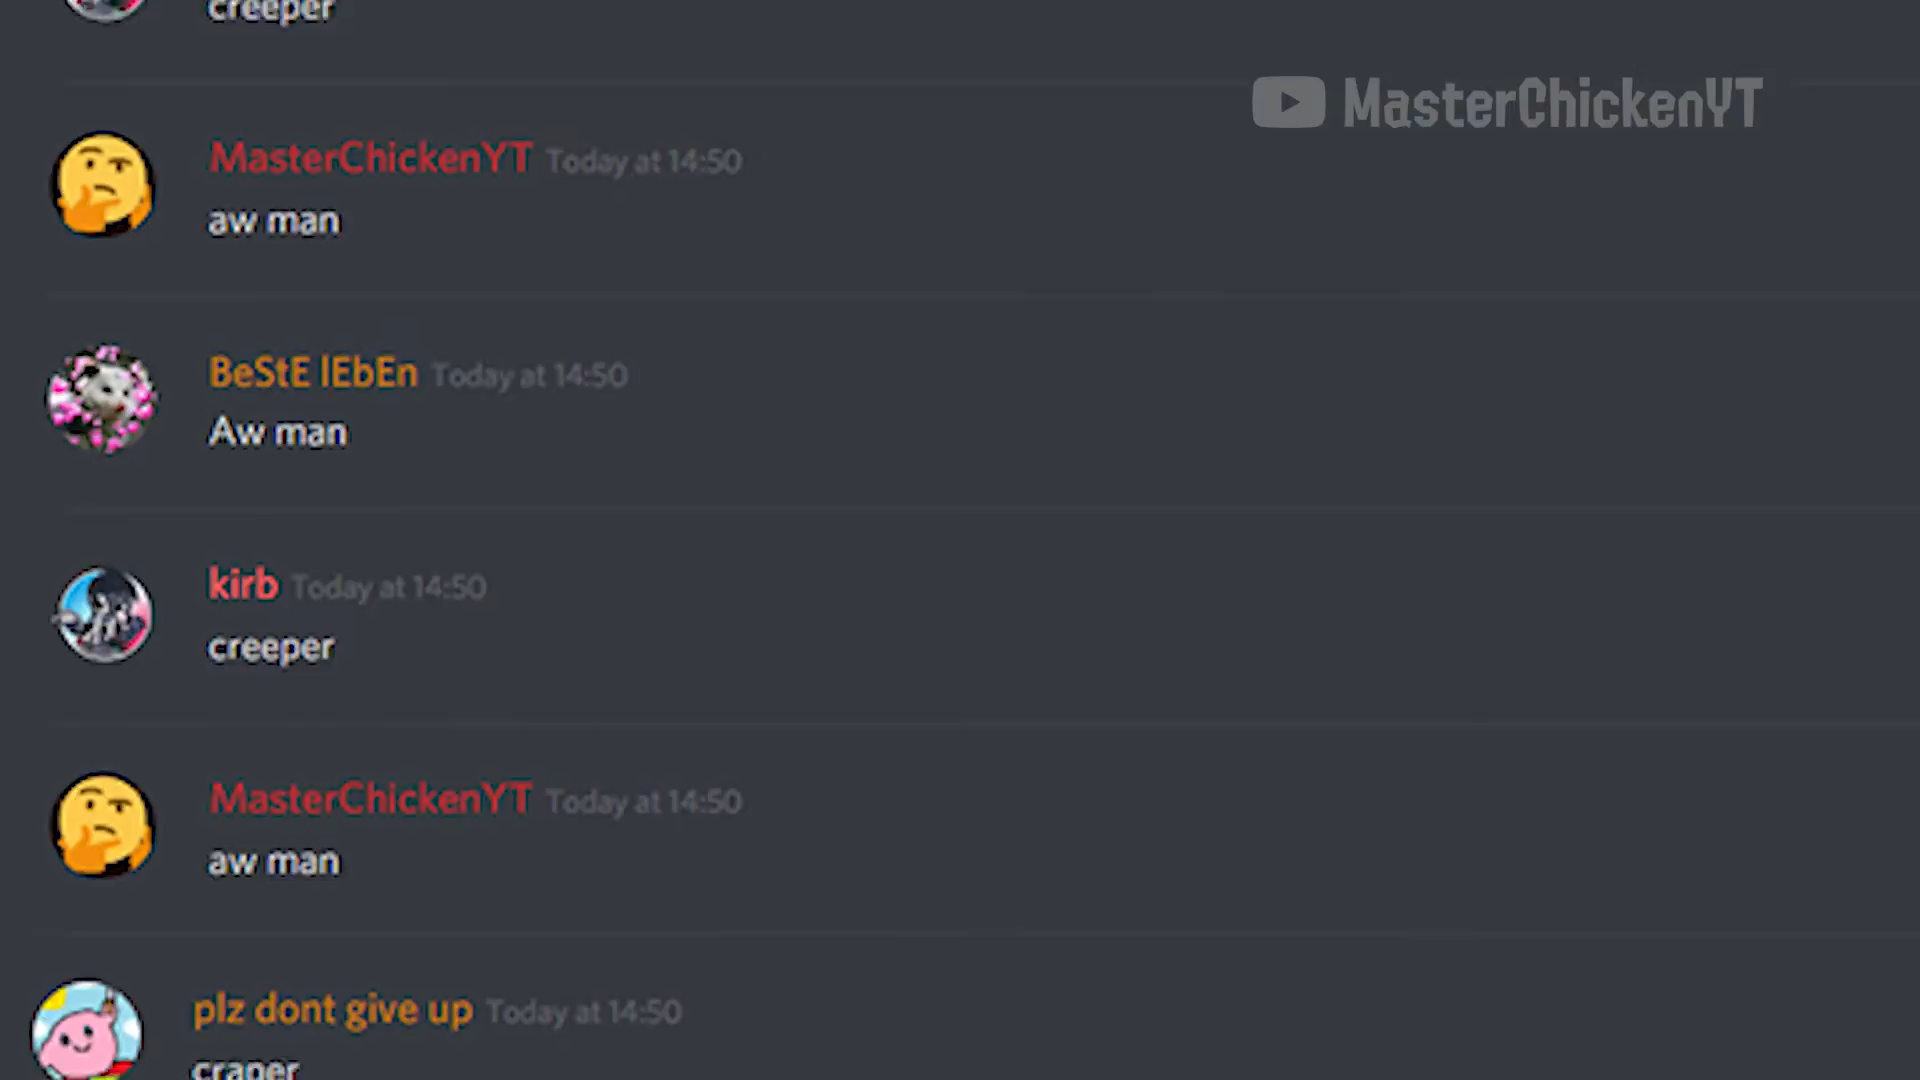 creeper
MasterChickenYT
MasterChickenYT Today at 14:50
aw man
BeStE lEbEn Today at 14:50
Aw man
kirb Today at 14:50
creeper
MasterChickenYT Today at 14:50
aw man
plz dont give up Today at 14:50
craper